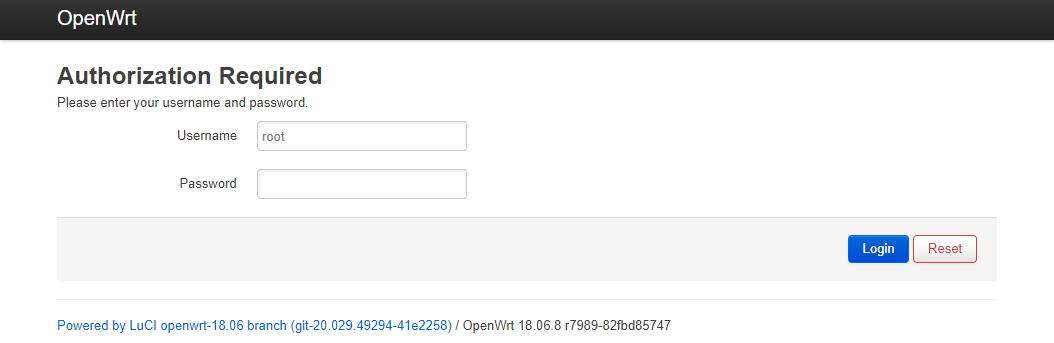 OpenWrt
Authorization Required
Please enter your username and password.
Username root
Password
Login Reset
Powered by LuCI openwrt-18.06 branch (git-20.029.49294-41e2258) / OpenWrt 18.06.8 r7989-82fbd85747